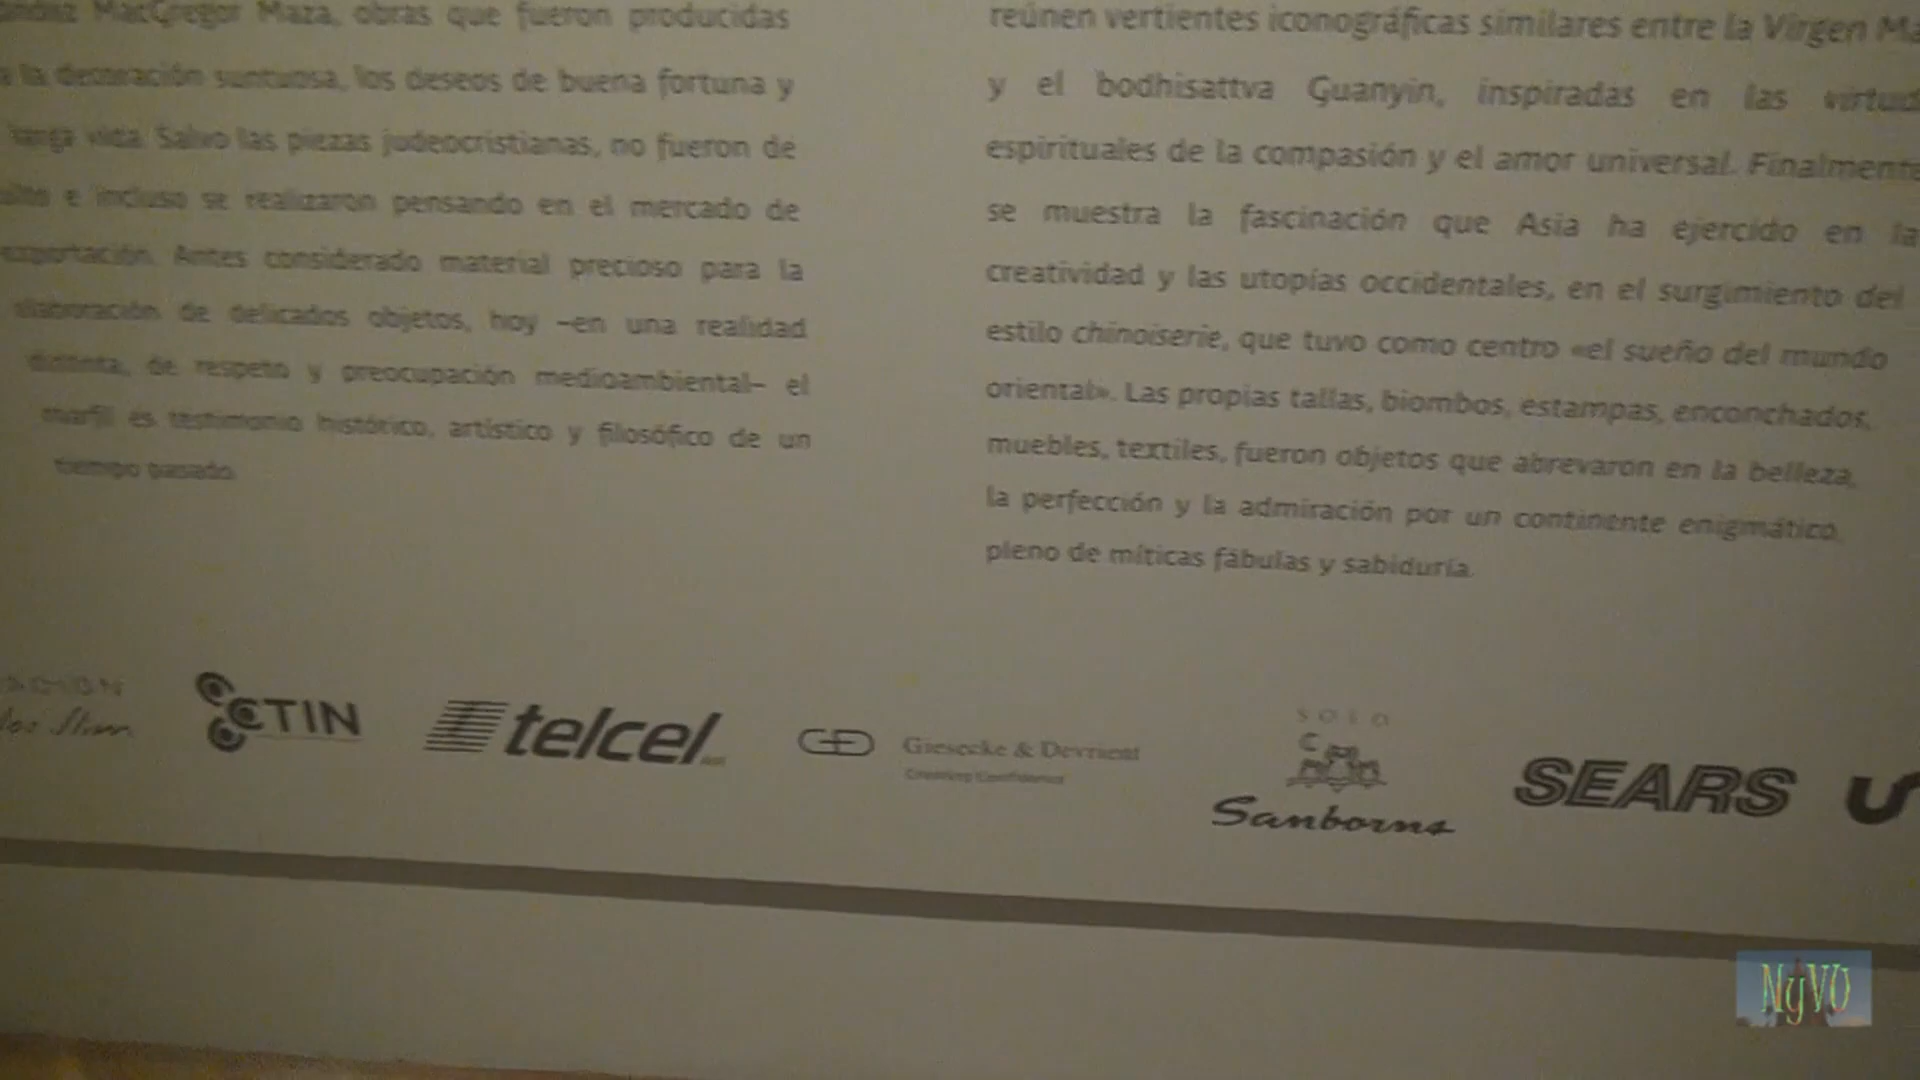 MacGregor Maza, obras que fueron producidas
a la decoración suntuosa, los deseos de buena fortuna y
larga vida. Salvo las piezas judeocristianas, no fueron de
e incluso se realizaron pensando en el mercado de
exportación. Antes considerado material precioso para la
elaboración de delicados objetos, hoy –en una realidad
distinta, de respeto y preocupación medioambiental– el
marfil es testimonio histórico, artístico y filosófico de un
tiempo pasado.
reúnen vertientes iconográficas similares entre la Virgen Ma
y el bodhisattva Guanyin, inspiradas en las virtud
espirituales de la compasión y el amor universal. Finalmente
se muestra la fascinación que Asia ha ejercido en la
creatividad y las utopías occidentales, en el surgimiento del
estilo chinoiserie, que tuvo como centro «el sueño del mundo
oriental». Las propias tallas, biombos, estampas, enconchados,
muebles, textiles, fueron objetos que abrevaron en la belleza,
la perfección y la admiración por un continente enigmático,
pleno de míticas fábulas y sabiduría.
CTIN
telcel
Giesecke & Devrient
Creating Confidence
SOLO
Sanborns
SEARS
NyVO